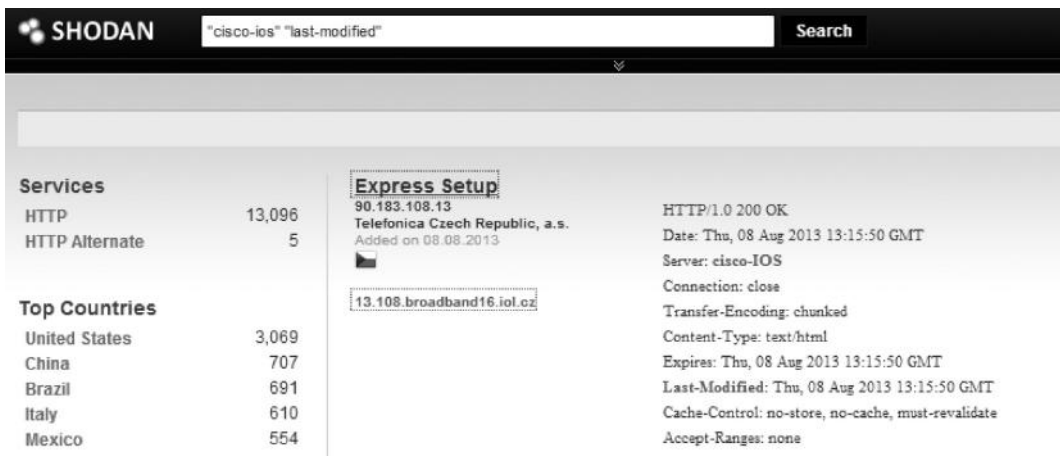 SHODAN
"cisco-ios" "last-modified"
Search
Services
HTTP 13,096
HTTP Alternate 5
Top Countries
United States 3,069
China 707
Brazil 691
Italy 610
Mexico 554
Express Setup
90.183.108.13
Telefonica Czech Republic, a.s.
Added on 08.08.2013
13.108.broadband16.iol.cz
HTTP/1.0 200 OK
Date: Thu, 08 Aug 2013 13:15:50 GMT
Server: cisco-IOS
Connection: close
Transfer-Encoding: chunked
Content-Type: text/html
Expires: Thu, 08 Aug 2013 13:15:50 GMT
Last-Modified: Thu, 08 Aug 2013 13:15:50 GMT
Cache-Control: no-store, no-cache, must-revalidate
Accept-Ranges: none